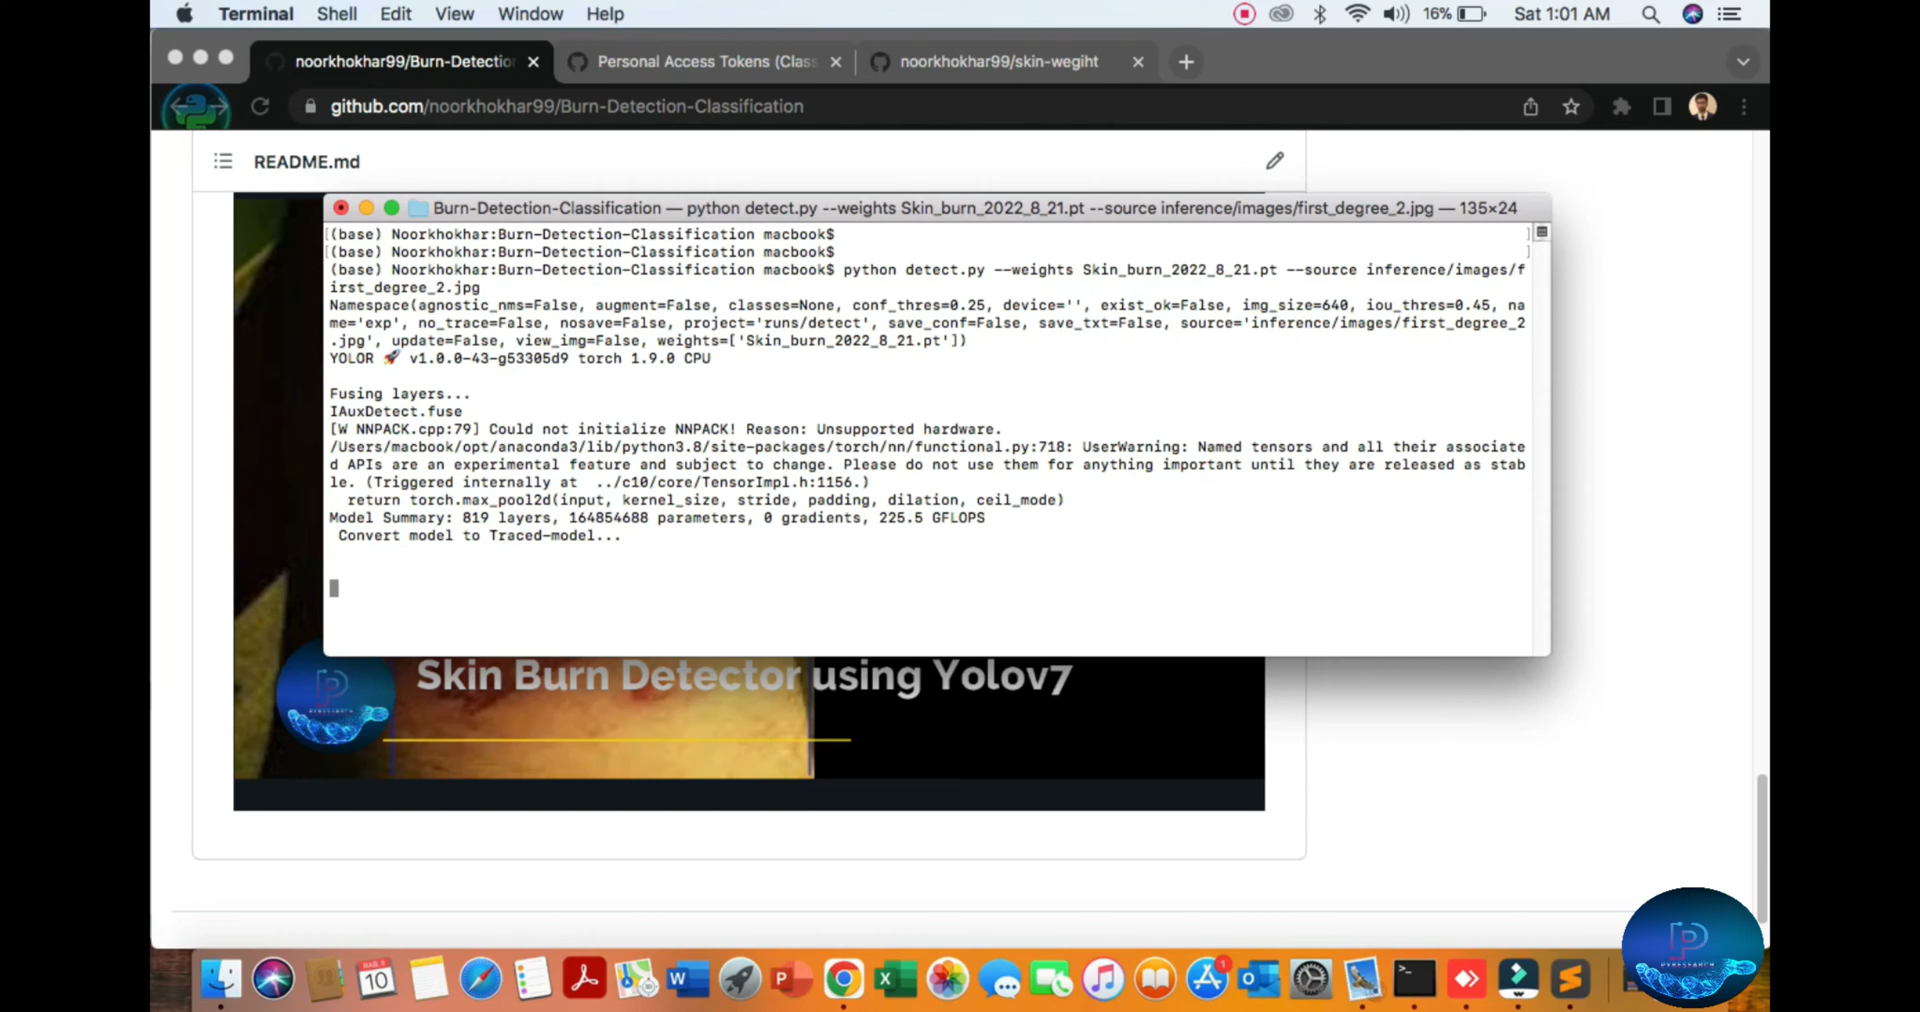 Terminal Shell Edit View Window Help 16% Sat 1:01 AM
noorkhokhar99/Burn-Detectio Personal Access Tokens (Class noorkhokhar99/skin-wegiht
github.com/noorkhokhar99/Burn-Detection-Classification
README.md
Burn-Detection-Classification — python detect.py --weights Skin_burn_2022_8_21.pt --source inference/images/first_degree_2.jpg — 135×24
[(base) Noorkhokhar:Burn-Detection-Classification macbook$ ]
[(base) Noorkhokhar:Burn-Detection-Classification macbook$ ]
(base) Noorkhokhar:Burn-Detection-Classification macbook$ python detect.py --weights Skin_burn_2022_8_21.pt --source inference/images/f
irst_degree_2.jpg
Namespace(agnostic_nms=False, augment=False, classes=None, conf_thres=0.25, device='', exist_ok=False, img_size=640, iou_thres=0.45, na
me='exp', no_trace=False, nosave=False, project='runs/detect', save_conf=False, save_txt=False, source='inference/images/first_degree_2
.jpg', update=False, view_img=False, weights=['Skin_burn_2022_8_21.pt'])
YOLOR 🚀 v1.0.0-43-g53305d9 torch 1.9.0 CPU
Fusing layers...
IAuxDetect.fuse
[W NNPACK.cpp:79] Could not initialize NNPACK! Reason: Unsupported hardware.
/Users/macbook/opt/anaconda3/lib/python3.8/site-packages/torch/nn/functional.py:718: UserWarning: Named tensors and all their associate
d APIs are an experimental feature and subject to change. Please do not use them for anything important until they are released as stab
le. (Triggered internally at  ../c10/core/TensorImpl.h:1156.)
return torch.max_pool2d(input, kernel_size, stride, padding, dilation, ceil_mode)
Model Summary: 819 layers, 164854688 parameters, 0 gradients, 225.5 GFLOPS
Convert model to Traced-model...
Skin Burn Detector using Yolov7
PYRESEARCH
10
1
PYRESEARCH